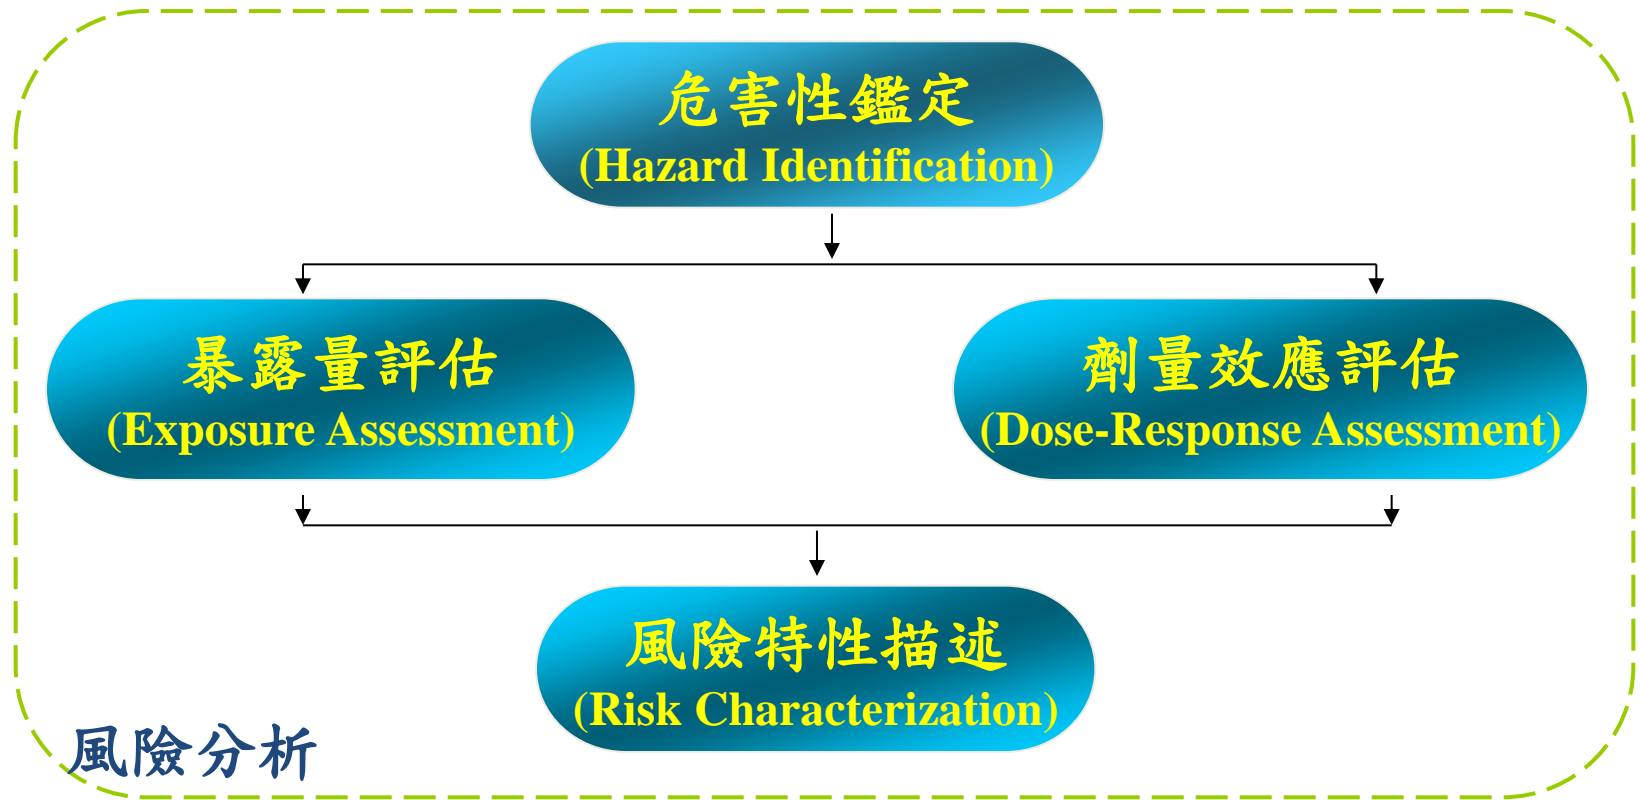 危害性鑑定
(Hazard Identification)
暴露量評估
(Exposure Assessment)
劑量效應評估
(Dose-Response Assessment)
風險特性描述
(Risk Characterization)
風險分析